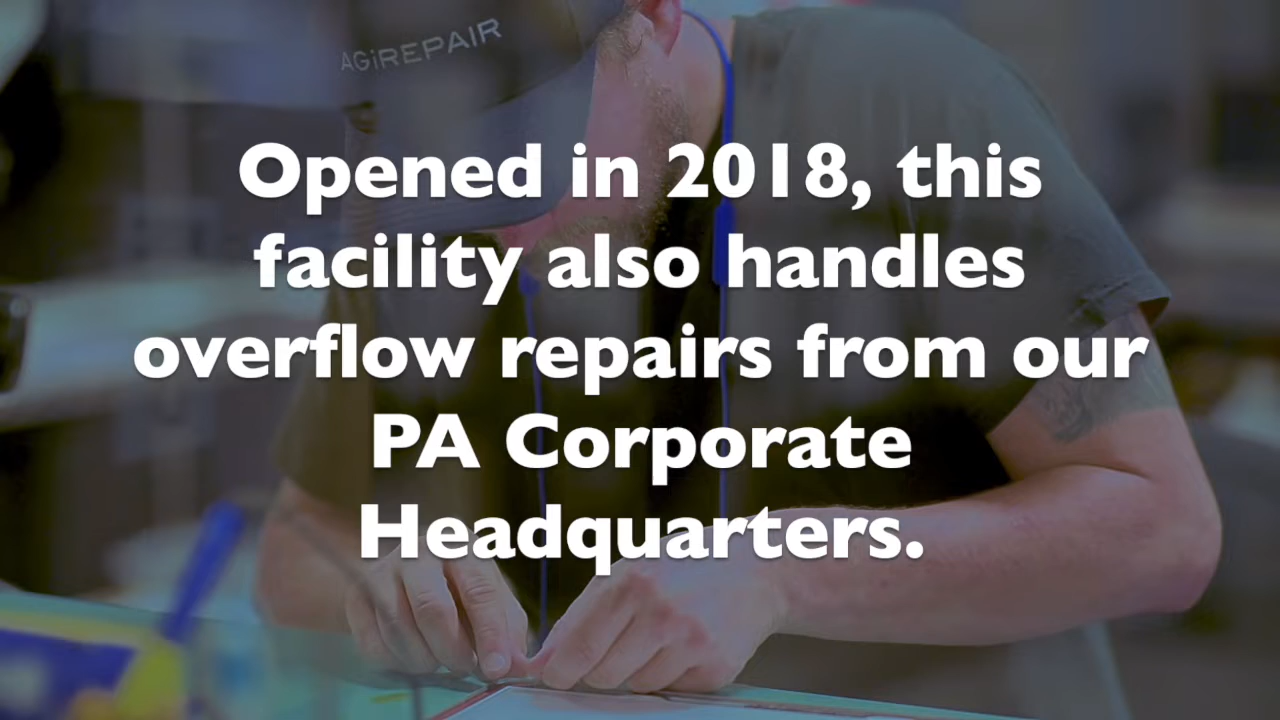 AGiREPAIR
Opened in 2018, this
facility also handles
overflow repairs from our
PA Corporate
Headquarters.